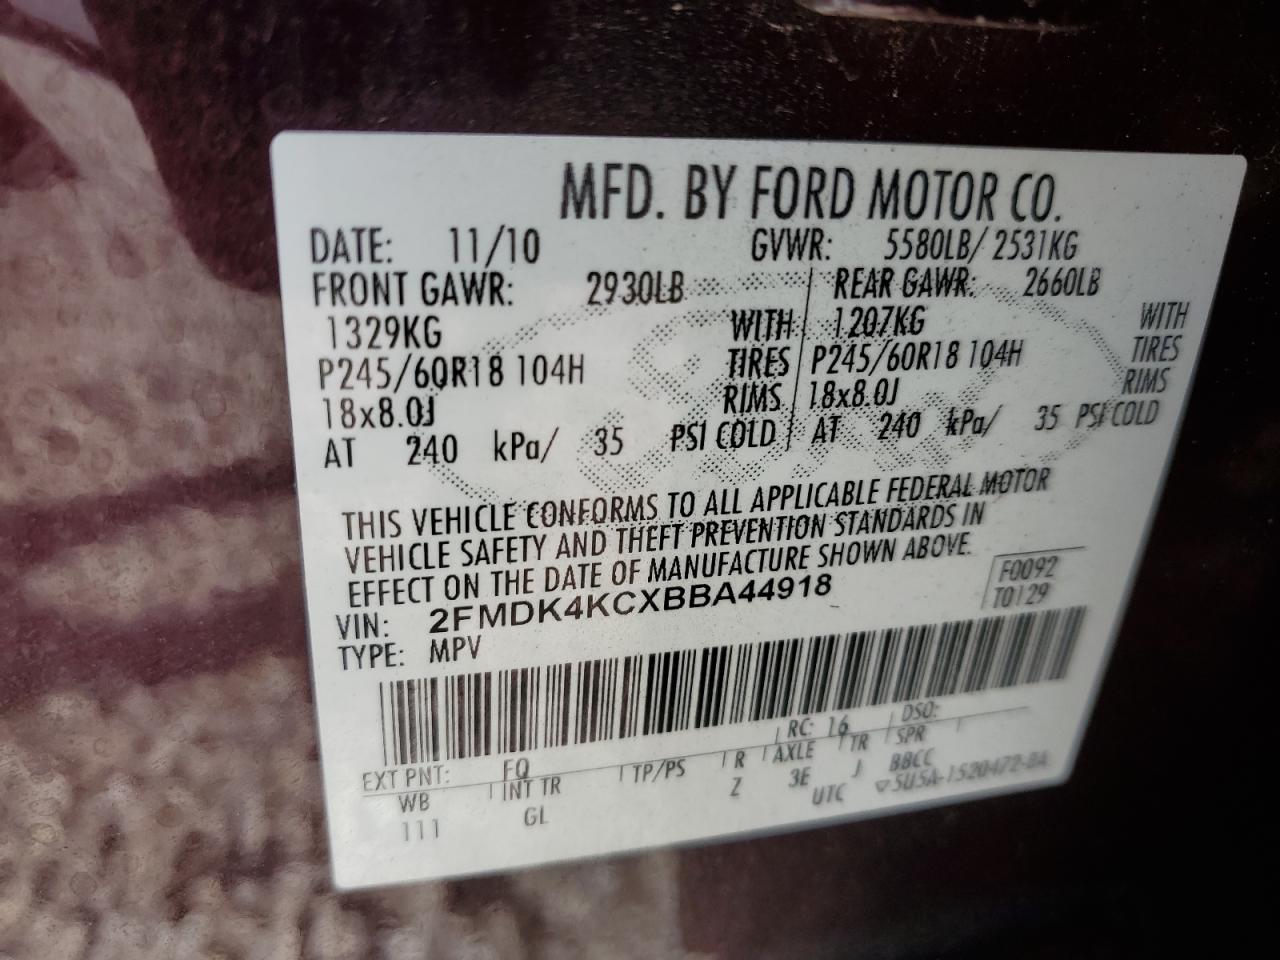 MFD. BY FORD MOTOR CO.
DATE: 11/10 GVWR: 5580LB/ 2531KG
FRONT GAWR: 2930LB REAR GAWR: 2660LB
1329KG WITH 1207KG WITH
P245/60R18 104H TIRES P245/60R18 104H TIRES
18x8.0J RIMS 18x8.0J RIMS
AT 240 kPa/ 35 PSI COLD AT 240 kPa/ 35 PSI COLD
THIS VEHICLE CONFORMS TO ALL APPLICABLE FEDERAL MOTOR
VEHICLE SAFETY AND THEFT PREVENTION STANDARDS IN
EFFECT ON THE DATE OF MANUFACTURE SHOWN ABOVE.
F0092
VIN: 2FMDK4KCXBBA44918 T0129
TYPE: MPV
EXT PNT: FQ RC: 16 DSO:
WB INT TR TP/PS R AXLE TR SPR
111 GL Z 3E J BBCC
UTC ▽5U5A-1520472-BA